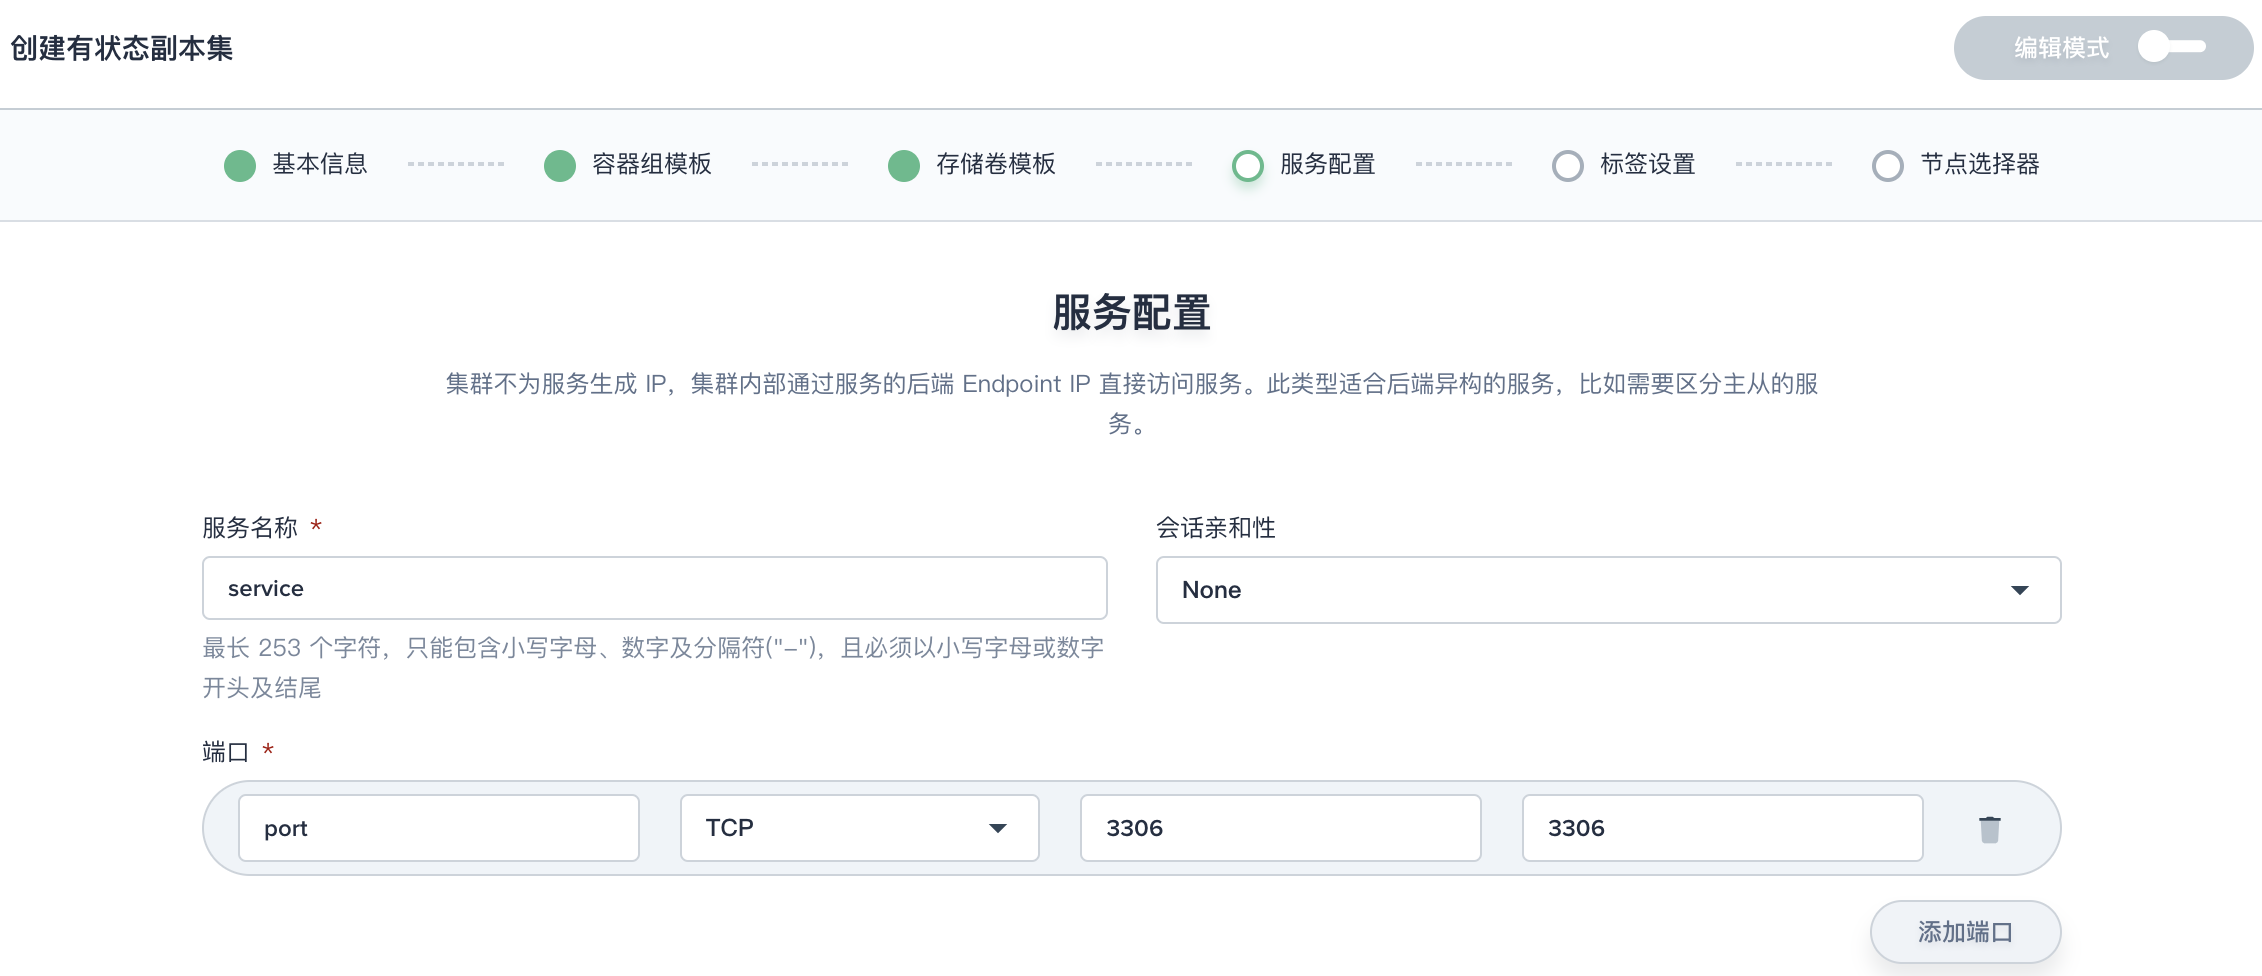 创建有状态副本集
编辑模式
基本信息
容器组模板
存储卷模板
服务配置
标签设置
节点选择器
服务配置
集群不为服务生成 IP，集群内部通过服务的后端 Endpoint IP 直接访问服务。此类型适合后端异构的服务，比如需要区分主从的服
务。
服务名称 *
会话亲和性
service
None
最长 253 个字符，只能包含小写字母、数字及分隔符("-")，且必须以小写字母或数字
开头及结尾
端口 *
port
TCP
3306
3306
添加端口